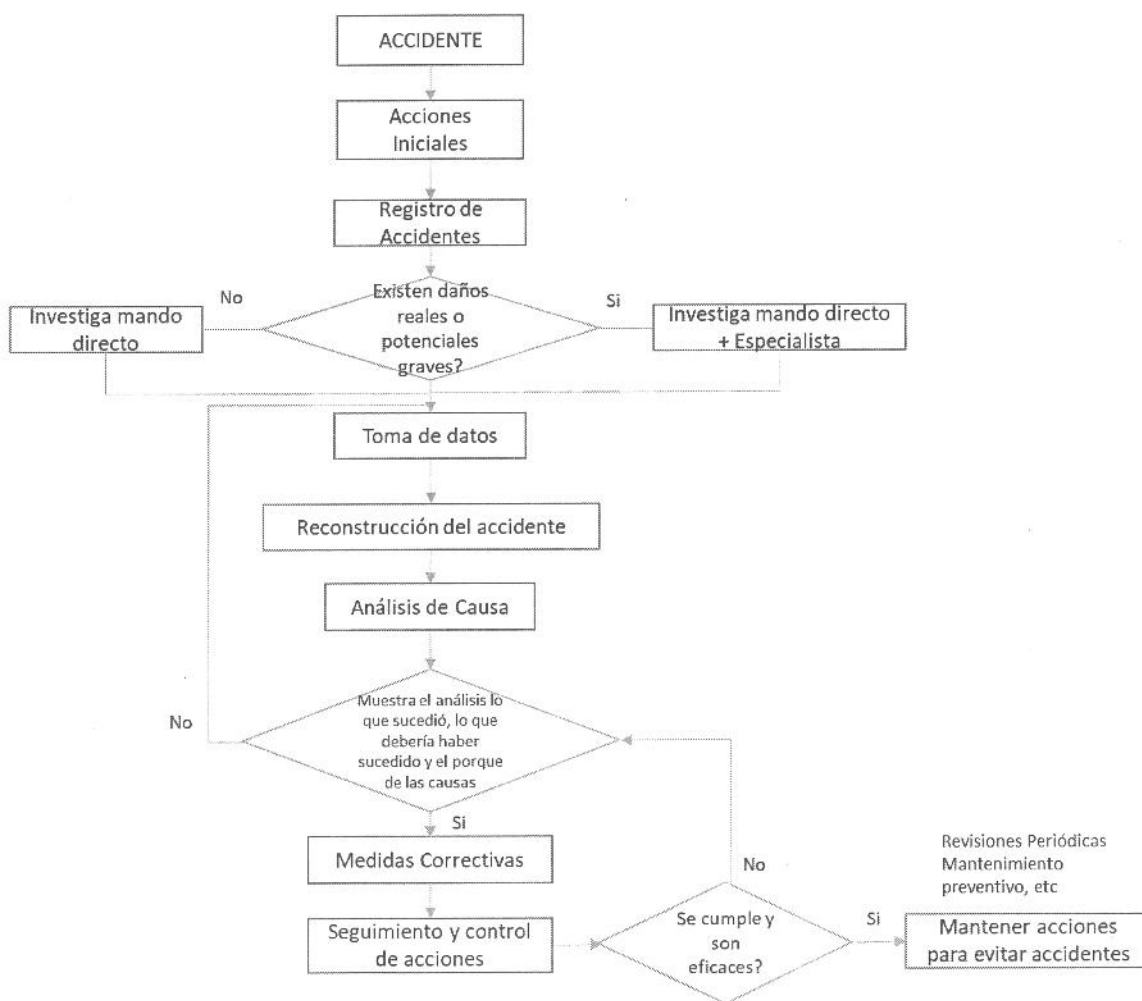 ACCIDENTE
Acciones
Iniciales
Registro de
Accidentes
No
Existen daños
reales o
potenciales
graves?
Si
Investiga mando
directo
Investiga mando directo
+ Especialista
Toma de datos
Reconstrucción del accidente
Análisis de Causa
No
Muestra el análisis lo
que sucedió, lo que
debería haber
sucedido y el porque
de las causas
Si
Medidas Correctivas
Seguimiento y control
de acciones
No
Se cumple y
son
eficaces?
Si
Revisiones Periódicas
Mantenimiento
preventivo, etc
Mantener acciones
para evitar accidentes